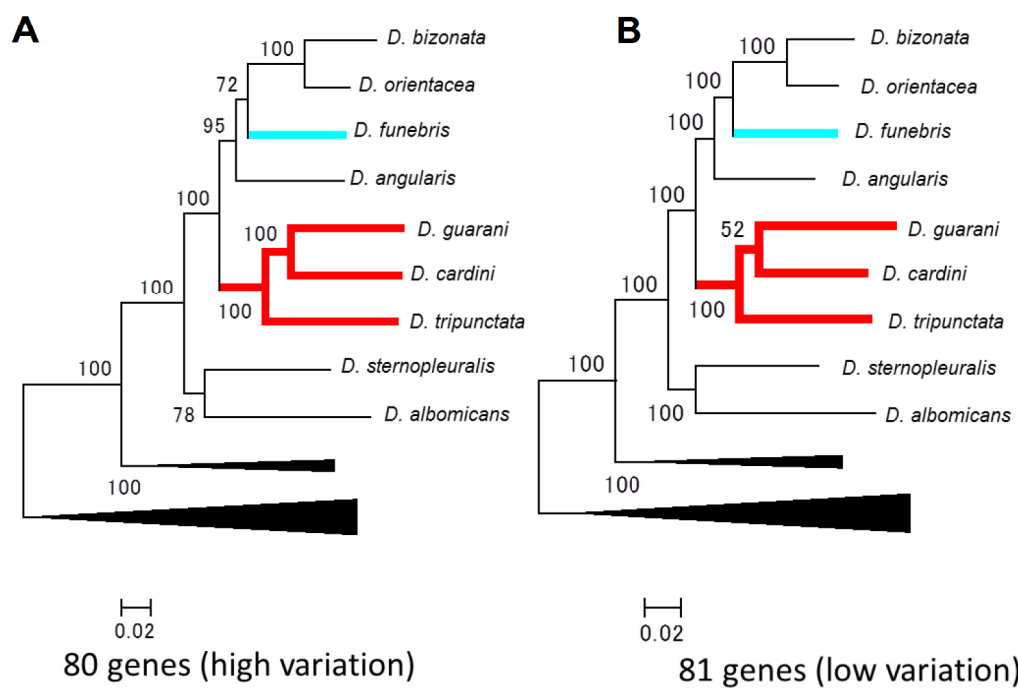 A
B
100
D. bizonata
72
D. orientacea
95
D. funebris
D. angularis
100
100
D. guarani
D. cardini
100
D. tripunctata
100
D. sternopleuralis
100
78
D. albomicans
100
0.02
80 genes (high variation)
100
D. bizonata
100
D. orientacea
100
D. funebris
D. angularis
100
52
D. guarani
D. cardini
100
D. tripunctata
100
D. sternopleuralis
100
100
D. albomicans
100
0.02
81 genes (low variation)